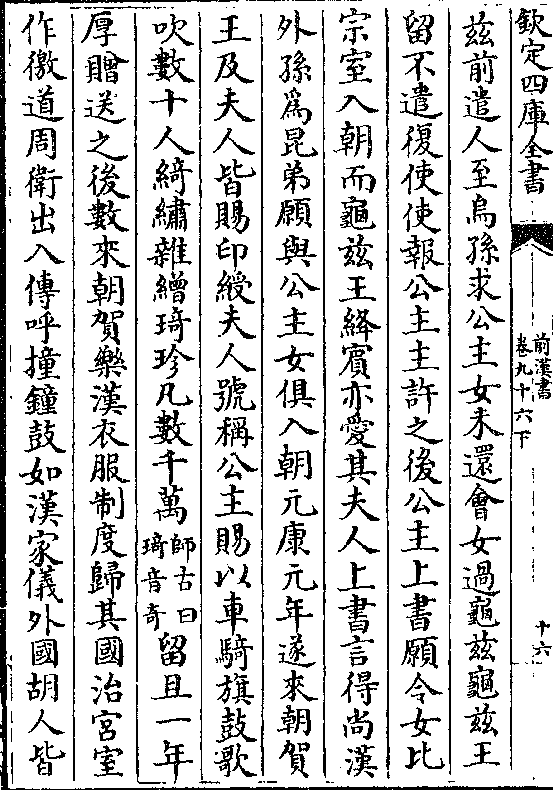 欽定四庫全書
前漢書
卷九十六下
十六
茲前遣人至烏孫求公主女未還會女過龜茲龜茲王
留不遣復使使報公主主許之後公主上書願令女比
宗室入朝而龜茲王絳賓亦愛其夫人上書言得尚漢
外孫爲昆弟願與公主女俱入朝元康元年遂來朝賀
王及夫人皆賜印綬夫人號稱公主賜以車騎旗鼓歌
吹數十人綺繡雜繒琦珍凡數千萬師古曰琦音奇留且一年
厚贈送之後數來朝賀樂漢衣服制度歸其國治宮室
作徼道周衛出入傳呼撞鐘鼓如漢家儀外國胡人皆